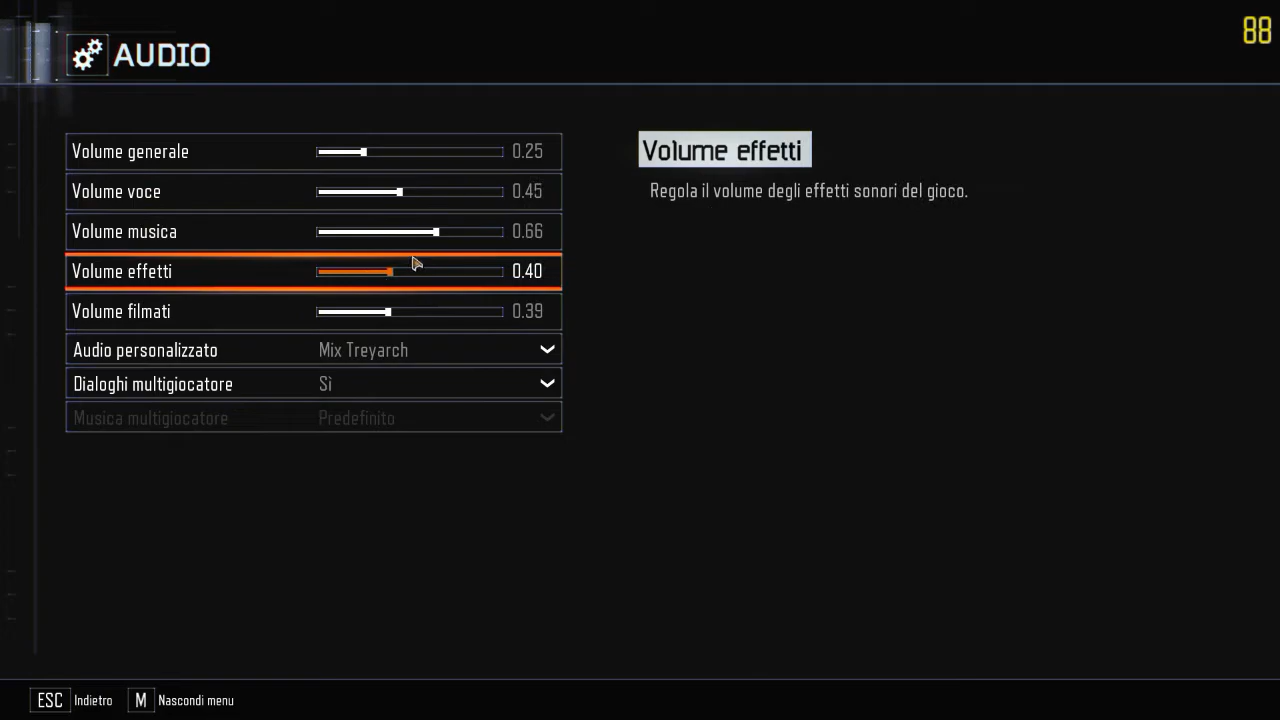 88
AUDIO
Volume generale 0.25
Volume voce 0.45
Volume musica 0.66
Volume effetti 0.40
Volume filmati 0.39
Audio personalizzato Mix Treyarch
Dialoghi multigiocatore Sì
Musica multigiocatore Predefinito
Volume effetti
Regola il volume degli effetti sonori del gioco.
ESC Indietro M Nascondi menu